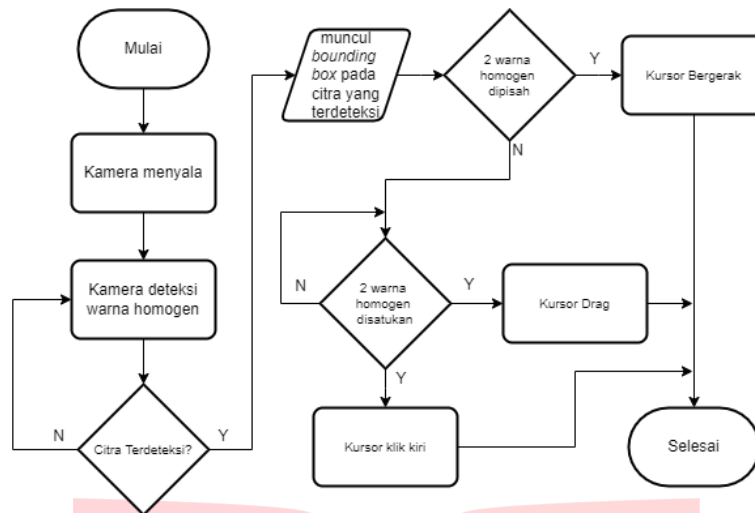 Mulai
Kamera menyala
Kamera deteksi
warna homogen
Citra Terdeteksi?
N
Y
muncul
bounding
box pada
citra yang
terdeteksi
2 warna
homogen
dipisah
Y
N
Kursor Bergerak
2 warna
homogen
disatukan
N
Y
Y
Kursor Drag
Kursor klik kiri
Selesai